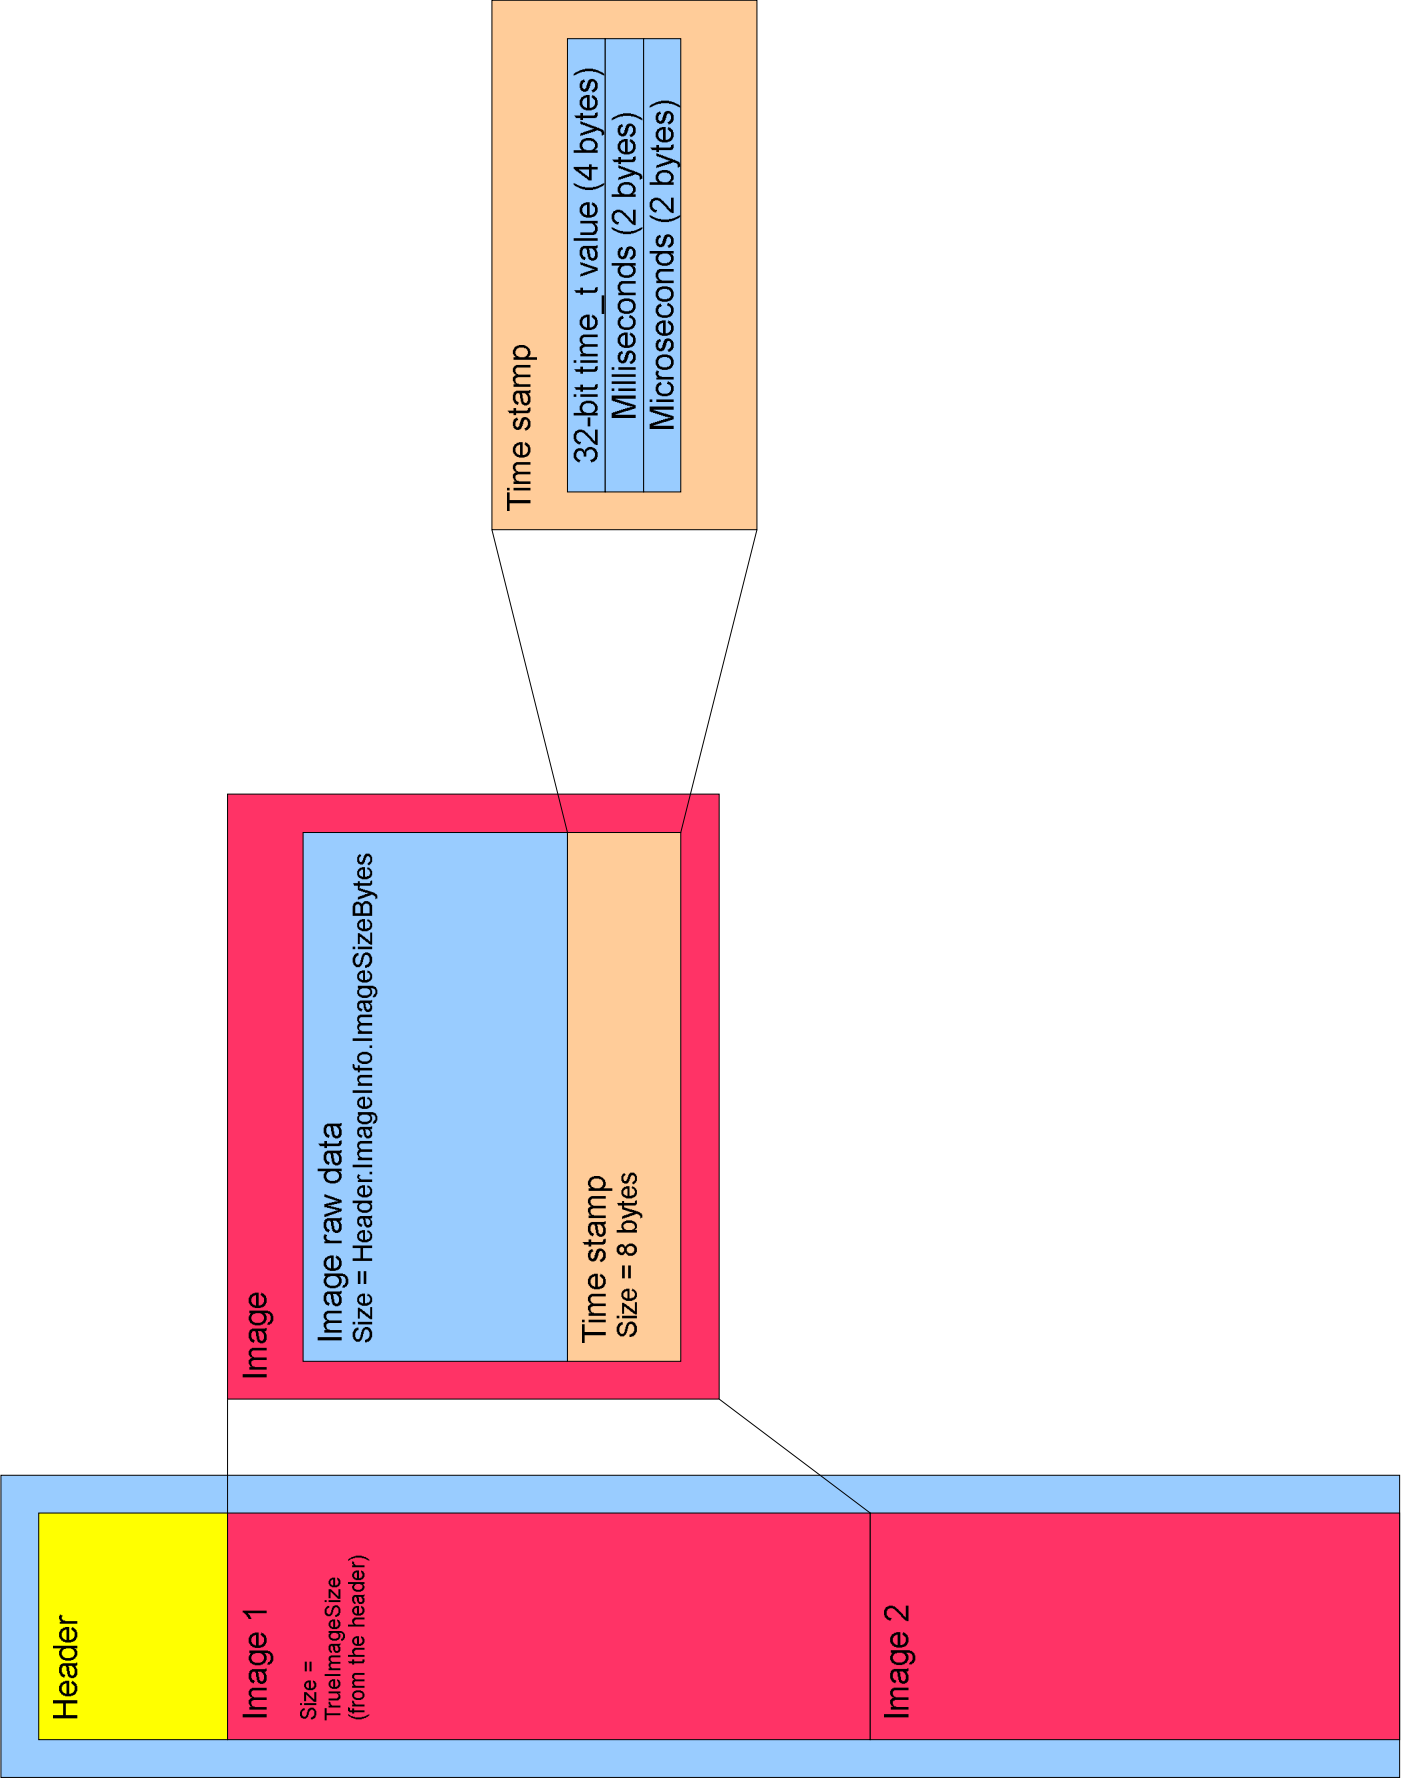 Header
Image 1
Size =
TrueImageSize
(from the header)
Image 2
Image
Image raw data
Size = Header.ImageInfo.ImageSizeBytes
Time stamp
Size = 8 bytes
Time stamp
32-bit time_t value (4 bytes)
Milliseconds (2 bytes)
Microseconds (2 bytes)